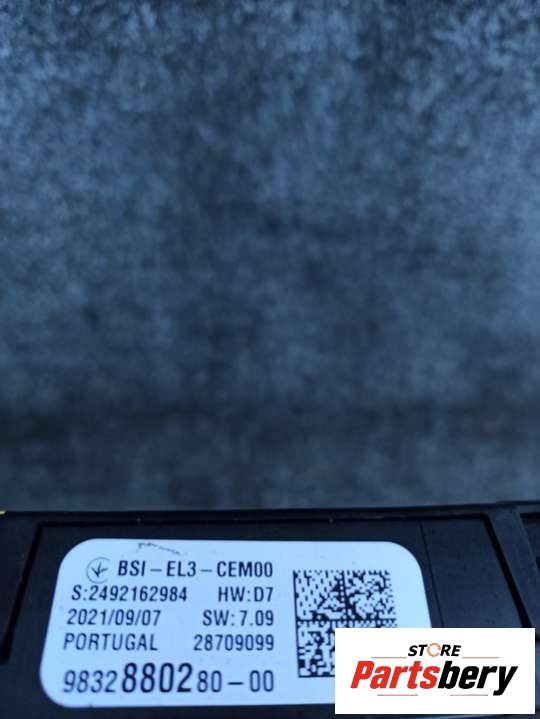 BSI-EL3-CEM00
S:2492162984 HW:D7
2021/09/07 SW:7.09
PORTUGAL 28709099
9832880280-00
STORE
Partsbery